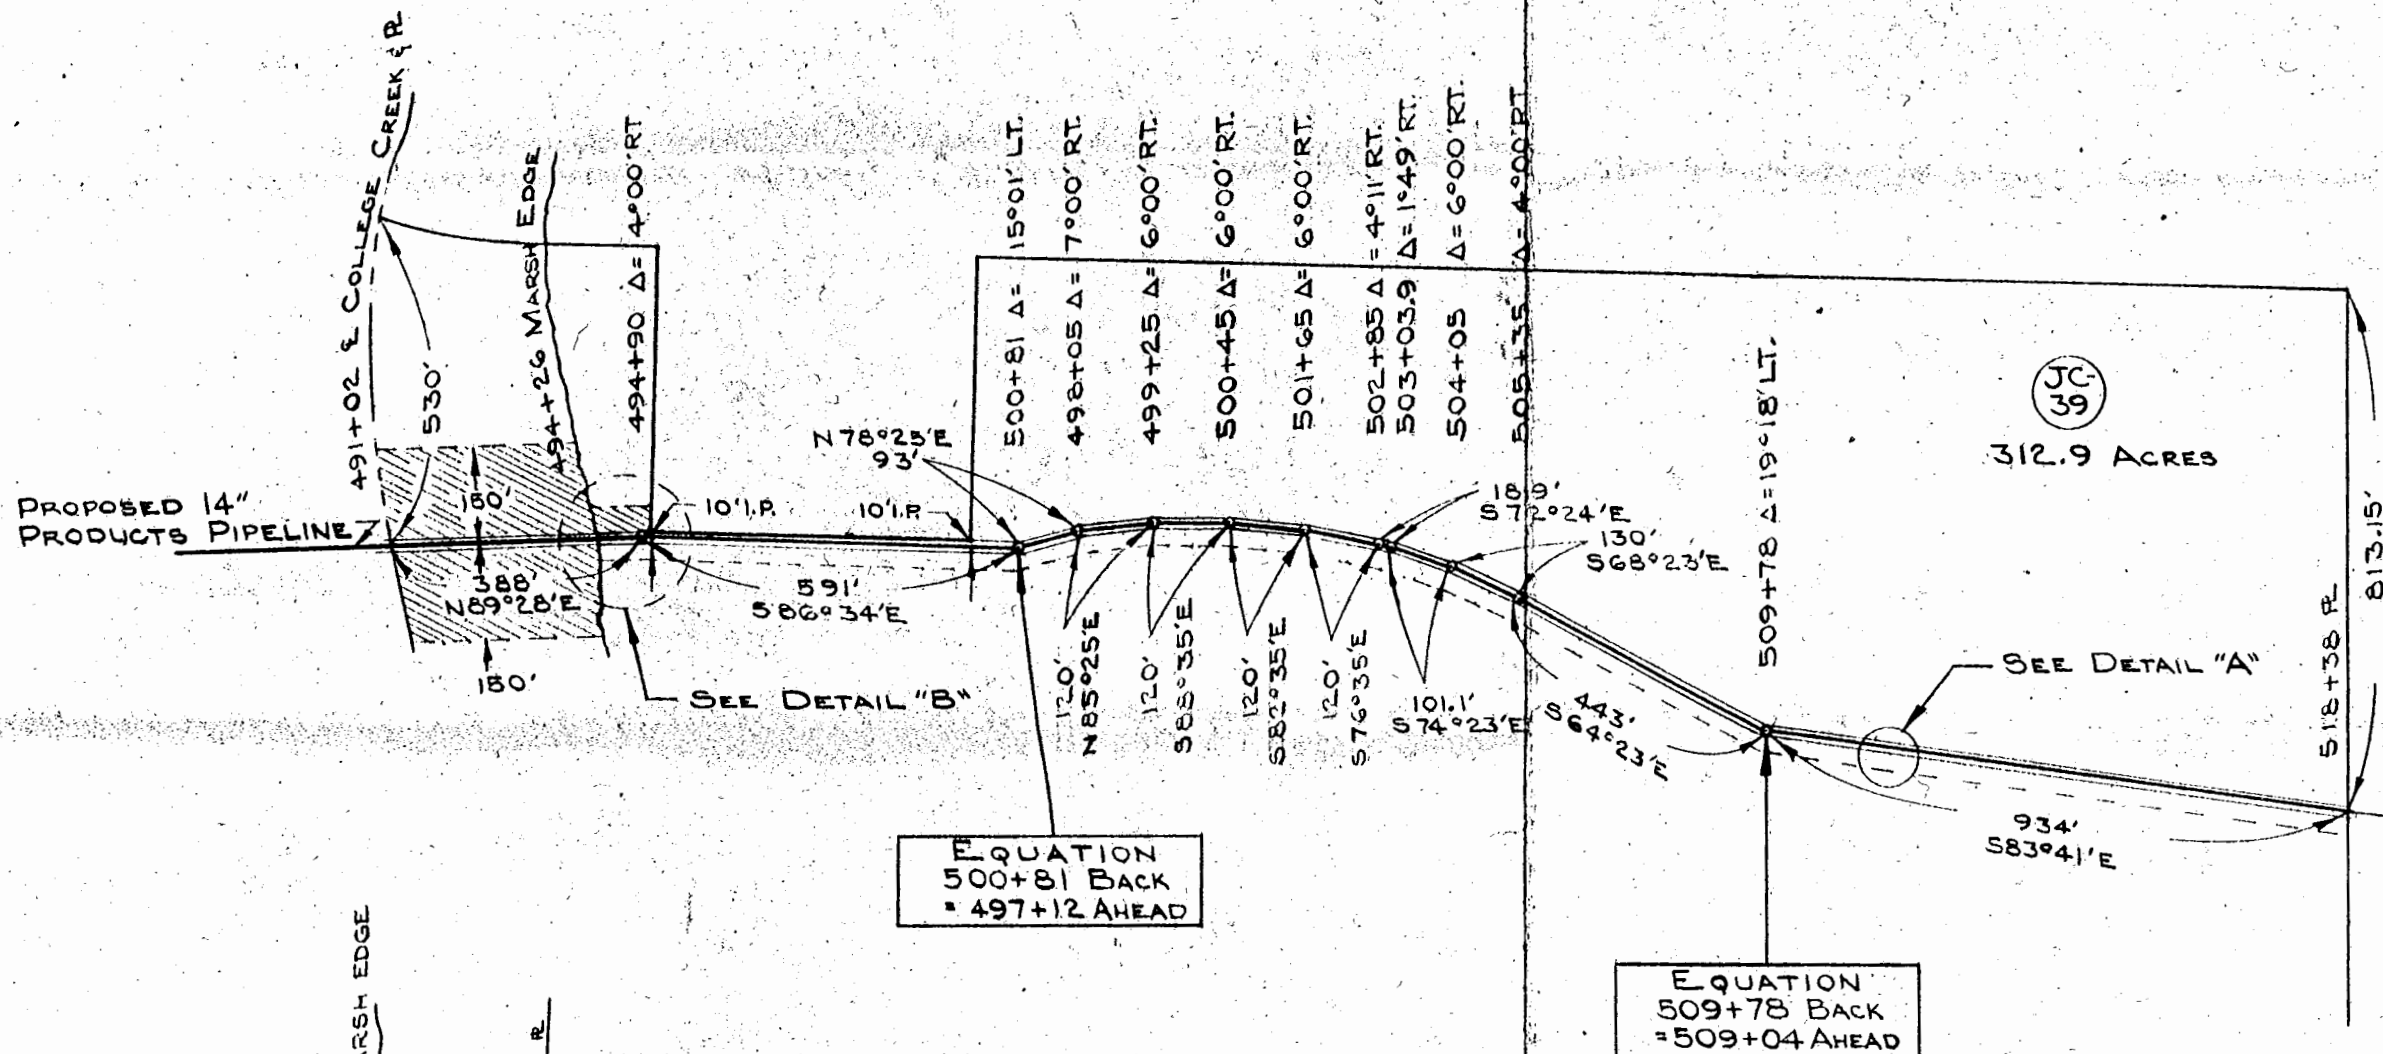 491+02 ℄ COLLEGE CREEK & ℞
494+26 MARSH EDGE
494+90 Δ= 4°00' RT
500+81 Δ= 15°01' LT.
498+05 Δ= 7°00' RT.
499+25 Δ= 6°00' RT.
500+45 Δ= 6°00' RT.
501+65 Δ= 6°00' RT.
502+85 Δ= 4°11' RT.
503+03.9 Δ= 1°49' RT.
504+05 Δ= 6°00' RT.
505+35 Δ= 4°00' RT
509+78 Δ= 19°18' LT.
JC-
39
312.9 ACRES
530'
813.15'
518+38 ℞
N 78°25'E
93'
PROPOSED 14"
PRODUCTS PIPELINE
150'
10' I.P.
10' I.P.
18.9'
S 72°24'E
130'
S68°23'E
388'
N89°28'E
591'
S86°34'E
150'
SEE DETAIL "B"
120'
N85°25'E
120'
S88°35'E
120'
S82°35'E
120'
S76°35'E
101.1'
S74°23'E
443'
S64°23'E
SEE DETAIL "A"
934'
S83°41'E
EQUATION
500+81 BACK
= 497+12 AHEAD
EQUATION
509+78 BACK
=509+04 AHEAD
ARSH EDGE
℞